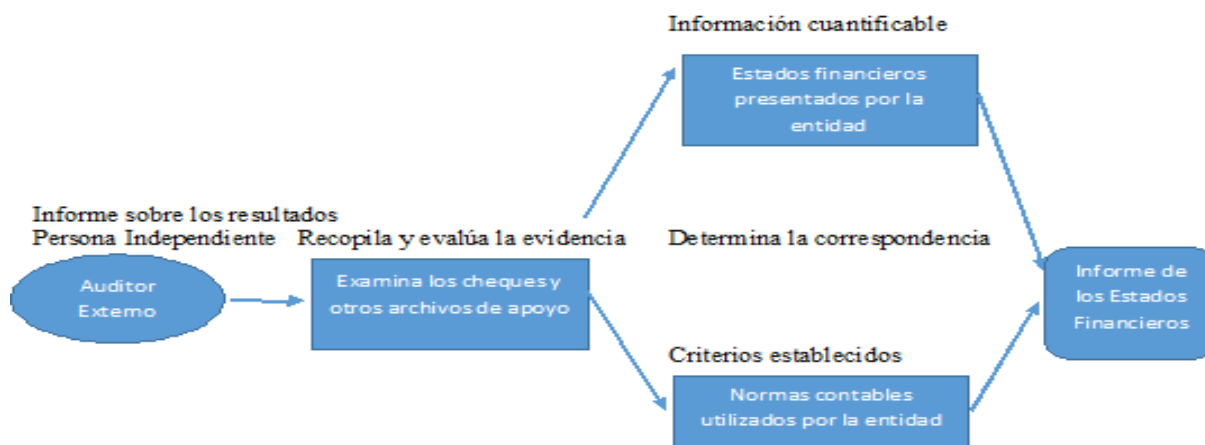 Información cuantificable
Estados financieros
presentados por la
entidad
Informe sobre los resultados
Persona Independiente
Recopila y evalúa la evidencia
Determina la correspondencia
Auditor
Externo
Examina los cheques y
otros archivos de apoyo
Informe de
los Estados
Financieros
Criterios establecidos
Normas contables
utilizados por la entidad